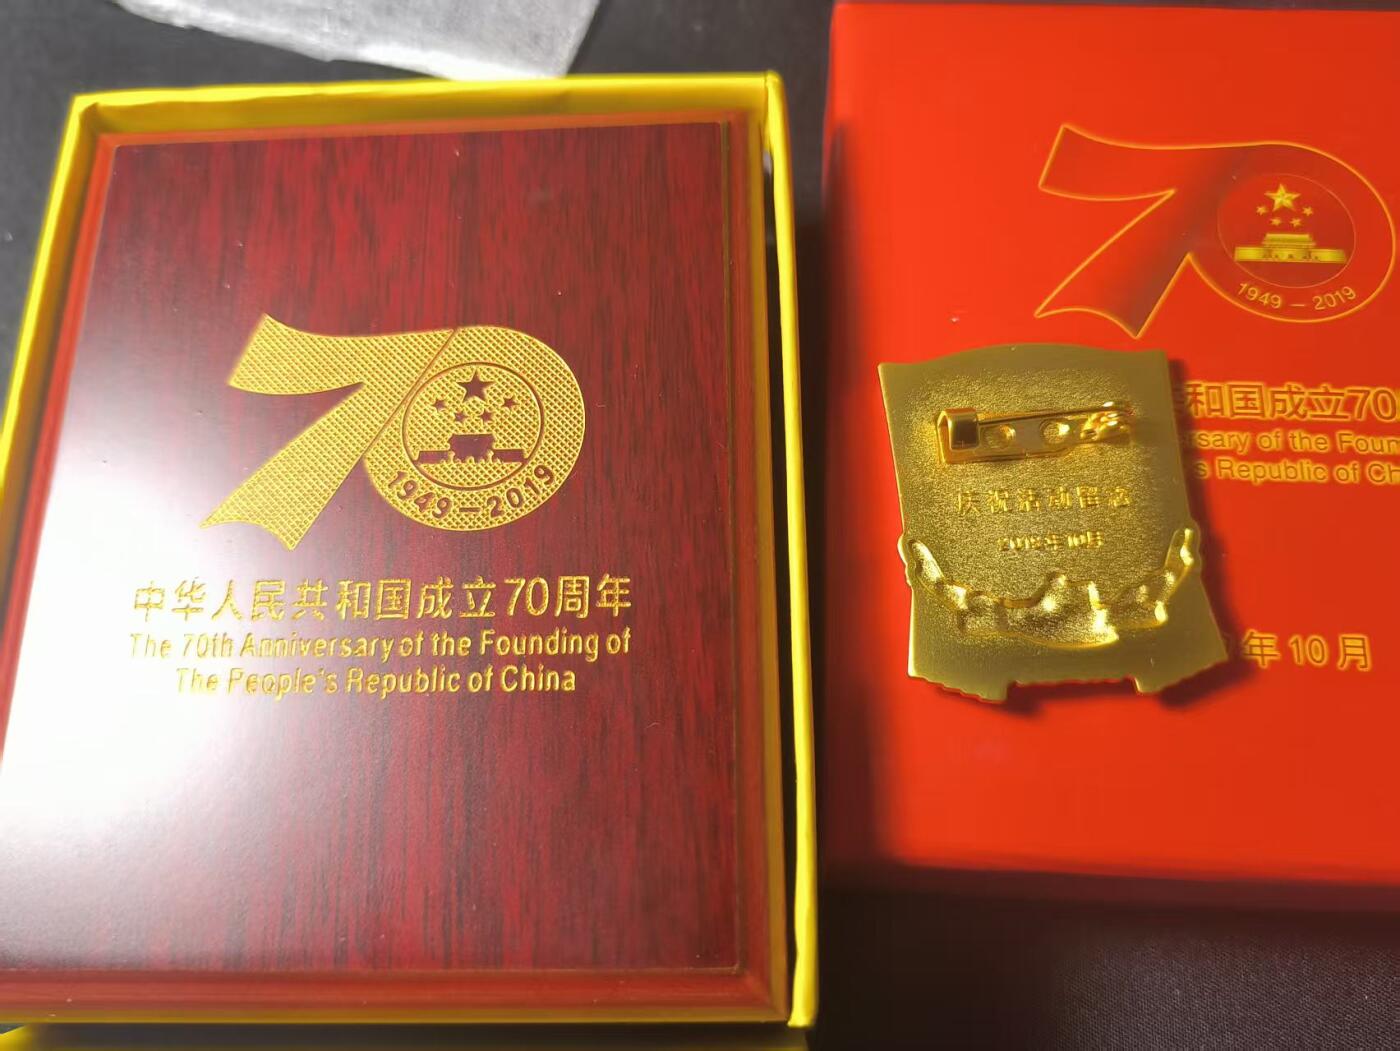 70
1949－2019
中华人民共和国成立70周年
The 70th Anniversary of the Founding of
The People's Republic of China
70
1949－2019
和国成立70
ersary of the Foun
's Republic of Ch
庆祝活动留念
2019年10月
年10月